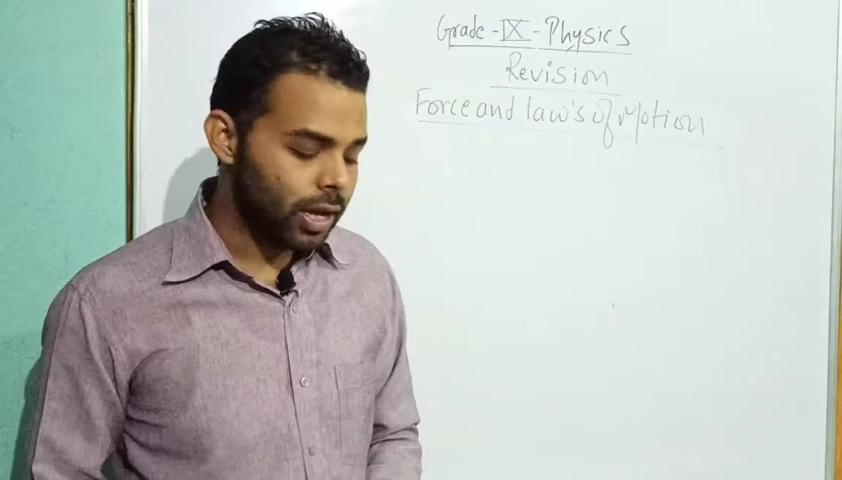 Grade - IX - Physics
Revision
Force and law's of Motion